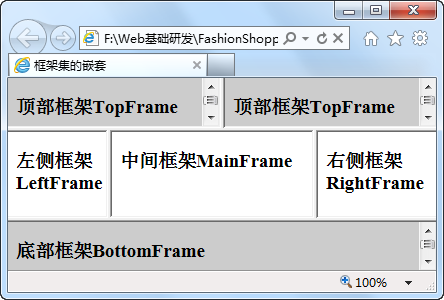 F:\Web基础研发\FashionShopp
框架集的嵌套
顶部框架TopFrame
顶部框架TopFrame
左侧框架
LeftFrame
中间框架MainFrame
右侧框架
RightFrame
底部框架BottomFrame
100%